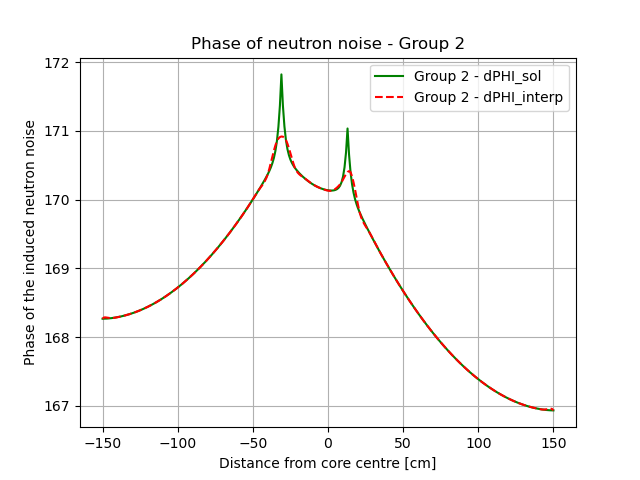 Phase of neutron noise - Group 2
Group 2 - dPHI_sol
Group 2 - dPHI_interp
Phase of the induced neutron noise
172
171
170
169
168
167
−150
−100
−50
0
50
100
150
Distance from core centre [cm]